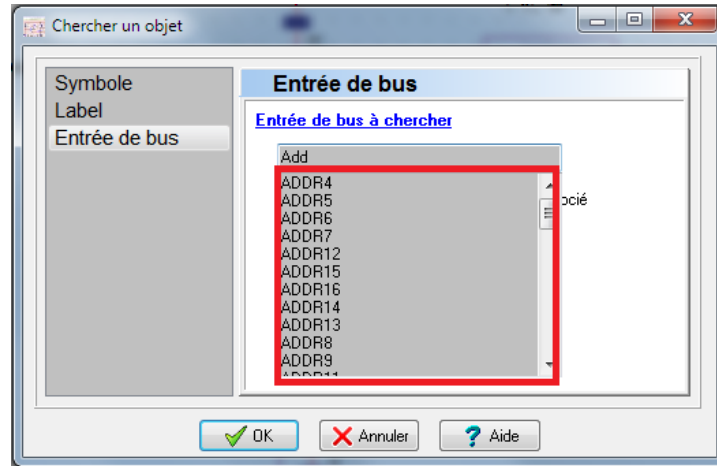 Chercher un objet
Symbole
Label
Entrée de bus
Entrée de bus
Entrée de bus à chercher
Add
ADDR4
ADDR5
ADDR6
ADDR7
ADDR12
ADDR15
ADDR16
ADDR14
ADDR13
ADDR8
ADDR9
ADDR11
ocié
OK
Annuler
? Aide